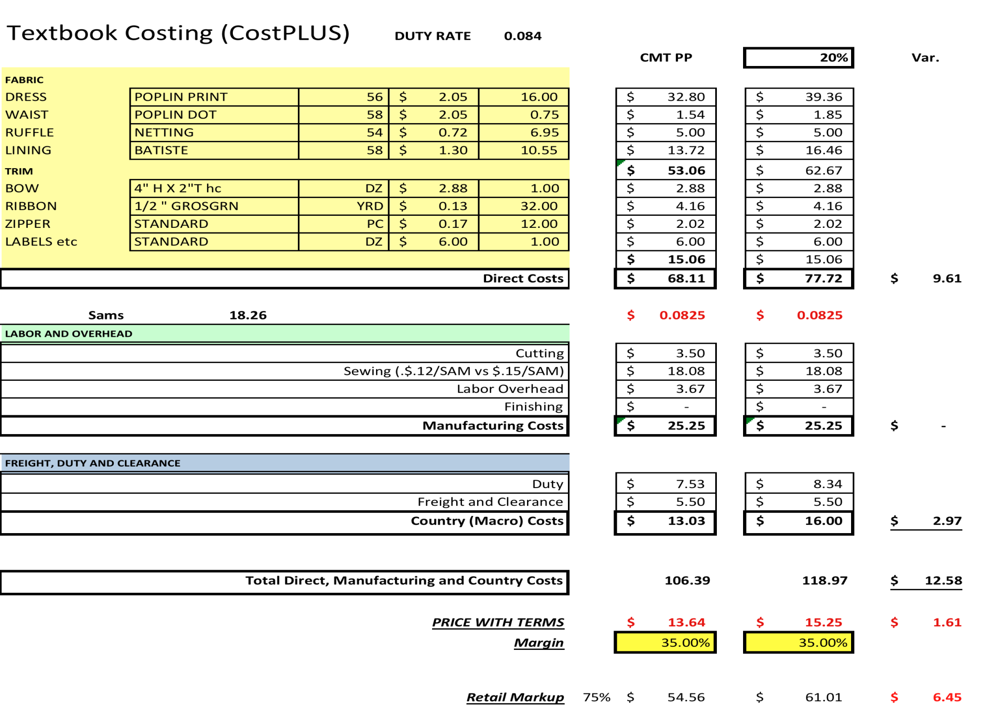 Textbook Costing (CostPLUS) DUTY RATE 0.084
CMT PP 20% Var.
FABRIC
DRESS POPLIN PRINT 56 $ 2.05 16.00 $ 32.80 $ 39.36
WAIST POPLIN DOT 58 $ 2.05 0.75 $ 1.54 $ 1.85
RUFFLE NETTING 54 $ 0.72 6.95 $ 5.00 $ 5.00
LINING BATISTE 58 $ 1.30 10.55 $ 13.72 $ 16.46
TRIM $ 53.06 $ 62.67
BOW 4" H X 2"T hc DZ $ 2.88 1.00 $ 2.88 $ 2.88
RIBBON 1/2 " GROSGRN YRD $ 0.13 32.00 $ 4.16 $ 4.16
ZIPPER STANDARD PC $ 0.17 12.00 $ 2.02 $ 2.02
LABELS etc STANDARD DZ $ 6.00 1.00 $ 6.00 $ 6.00
$ 15.06 $ 15.06
Direct Costs $ 68.11 $ 77.72 $ 9.61
Sams 18.26 $ 0.0825 $ 0.0825
LABOR AND OVERHEAD
Cutting $ 3.50 $ 3.50
Sewing (.$.12/SAM vs $.15/SAM) $ 18.08 $ 18.08
Labor Overhead $ 3.67 $ 3.67
Finishing $ - $ -
Manufacturing Costs $ 25.25 $ 25.25 $ -
FREIGHT, DUTY AND CLEARANCE
Duty $ 7.53 $ 8.34
Freight and Clearance $ 5.50 $ 5.50
Country (Macro) Costs $ 13.03 $ 16.00 $ 2.97
Total Direct, Manufacturing and Country Costs 106.39 118.97 $ 12.58
PRICE WITH TERMS $ 13.64 $ 15.25 $ 1.61
Margin 35.00% 35.00%
Retail Markup 75% $ 54.56 $ 61.01 $ 6.45